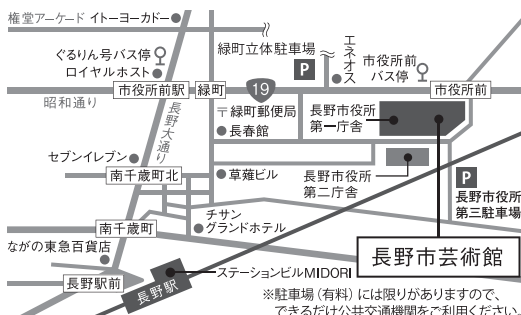 権堂アーケード イトーヨーカドー
ぐるりん号バス停
ロイヤルホスト
緑町立体駐車場
P
エネオス
市役所前
バス停
市役所前駅
緑町
19
市役所前
昭和通り
長野大通り
〒緑町郵便局
長春館
長野市役所
第一庁舎
セブンイレブン
南千歳町北
草薙ビル
長野市役所
第二庁舎
P
長野市役所
第三駐車場
南千歳町
チサン
グランドホテル
ながの東急百貨店
長野市芸術館
長野駅前
長野駅
ステーションビルMIDORI
※駐車場(有料)には限りがありますので、
できるだけ公共交通機関をご利用ください。